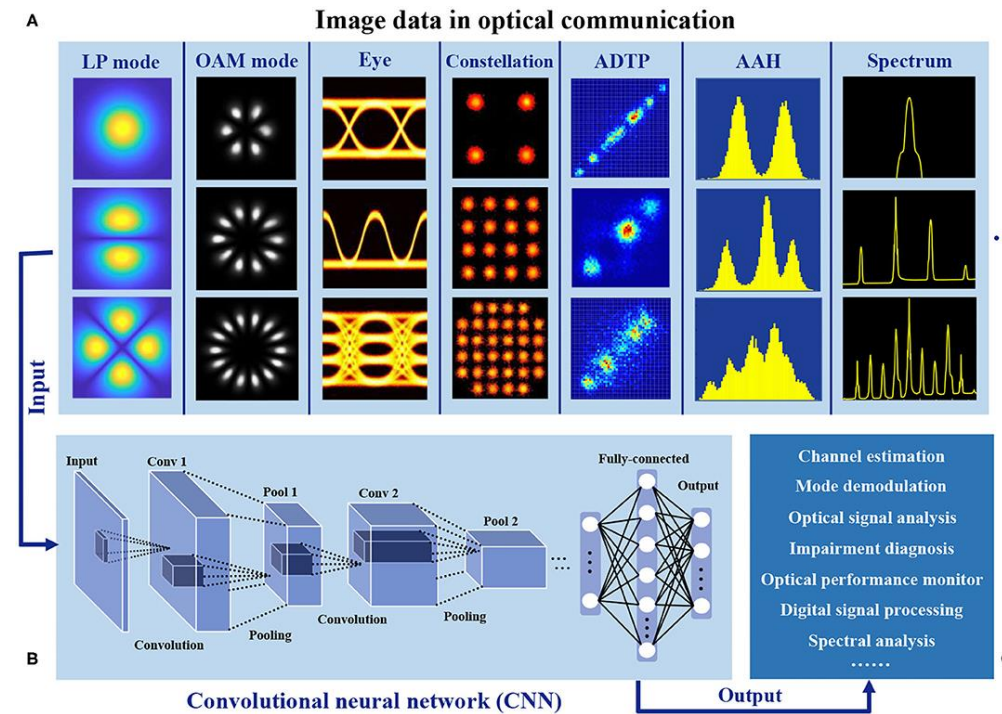 A
Image data in optical communication
LP mode
OAM mode
Eye
Constellation
ADTP
AAH
Spectrum
Input
Input
Conv 1
Pool 1
Conv 2
Pool 2
Fully-connected
Output
Convolution
Pooling
Convolution
Pooling
Channel estimation
Mode demodulation
Optical signal analysis
Impairment diagnosis
Optical performance monitor
Digital signal processing
Spectral analysis
......
B
Convolutional neural network (CNN)
Output